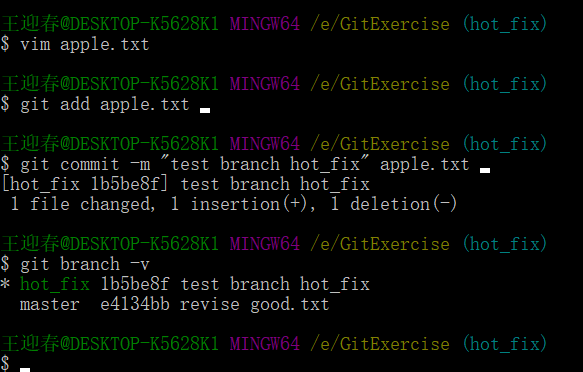 王迎春@DESKTOP-K5628K1 MINGW64 /e/GitExercise (hot_fix)
$ vim apple.txt
王迎春@DESKTOP-K5628K1 MINGW64 /e/GitExercise (hot_fix)
$ git add apple.txt
王迎春@DESKTOP-K5628K1 MINGW64 /e/GitExercise (hot_fix)
$ git commit -m "test branch hot_fix" apple.txt
[hot_fix 1b5be8f] test branch hot_fix
 1 file changed, 1 insertion(+), 1 deletion(-)
王迎春@DESKTOP-K5628K1 MINGW64 /e/GitExercise (hot_fix)
$ git branch -v
* hot_fix 1b5be8f test branch hot_fix
  master  e4134bb revise good.txt
王迎春@DESKTOP-K5628K1 MINGW64 /e/GitExercise (hot_fix)
$